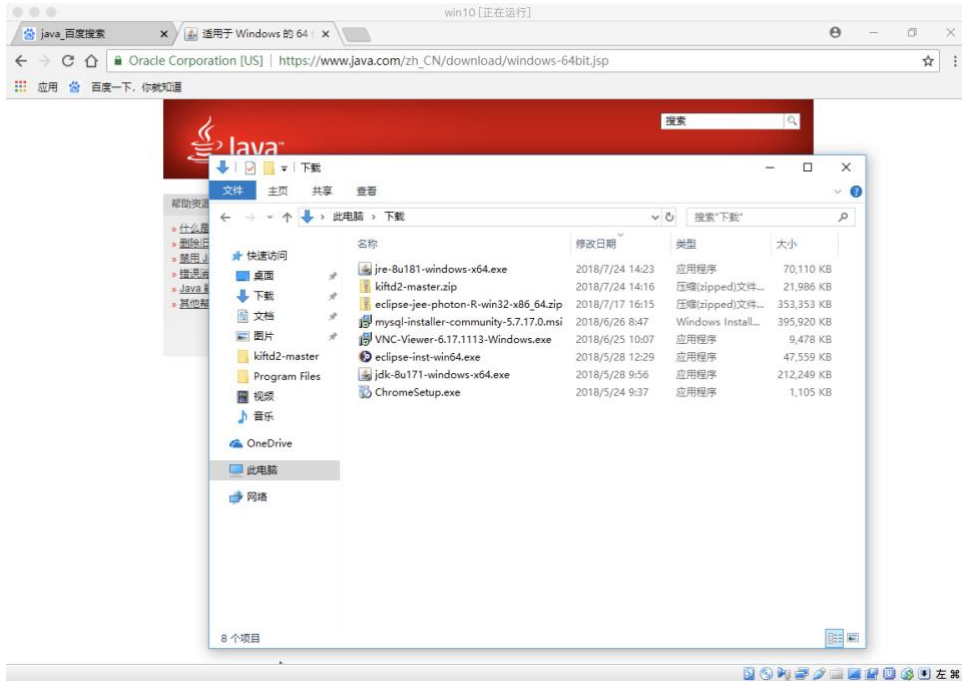 win10 [正在运行]
java_百度搜索
适用于 Windows 的 64
Oracle Corporation [US] | https://www.java.com/zh_CN/download/windows-64bit.jsp
应用 百度一下，你就知道
搜索
Java
下载
文件 主页 共享 查看
帮助资源
此电脑 › 下载
搜索"下载"
» 什么是
» 删除旧
» 禁用 J
» 错误消
» Java
» 其他帮
名称 修改日期 类型 大小
快速访问
桌面
下载
文档
图片
kiftd2-master
Program Files
视频
音乐
OneDrive
此电脑
网络
jre-8u181-windows-x64.exe 2018/7/24 14:23 应用程序 70,110 KB
kiftd2-master.zip 2018/7/24 14:16 压缩(zipped)文件... 21,986 KB
eclipse-jee-photon-R-win32-x86_64.zip 2018/7/17 16:15 压缩(zipped)文件... 353,353 KB
mysql-installer-community-5.7.17.0.msi 2018/6/26 8:47 Windows Install... 395,920 KB
VNC-Viewer-6.17.1113-Windows.exe 2018/6/25 10:07 应用程序 9,478 KB
eclipse-inst-win64.exe 2018/5/28 12:29 应用程序 47,559 KB
jdk-8u171-windows-x64.exe 2018/5/28 9:56 应用程序 212,249 KB
ChromeSetup.exe 2018/5/24 9:37 应用程序 1,105 KB
8 个项目
左 ⌘